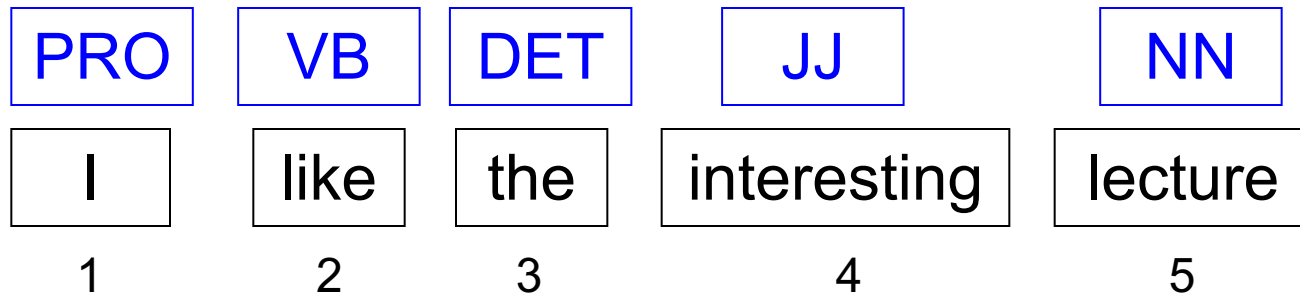 PRO VB DET JJ NN
I like the interesting lecture
1 2 3 4 5